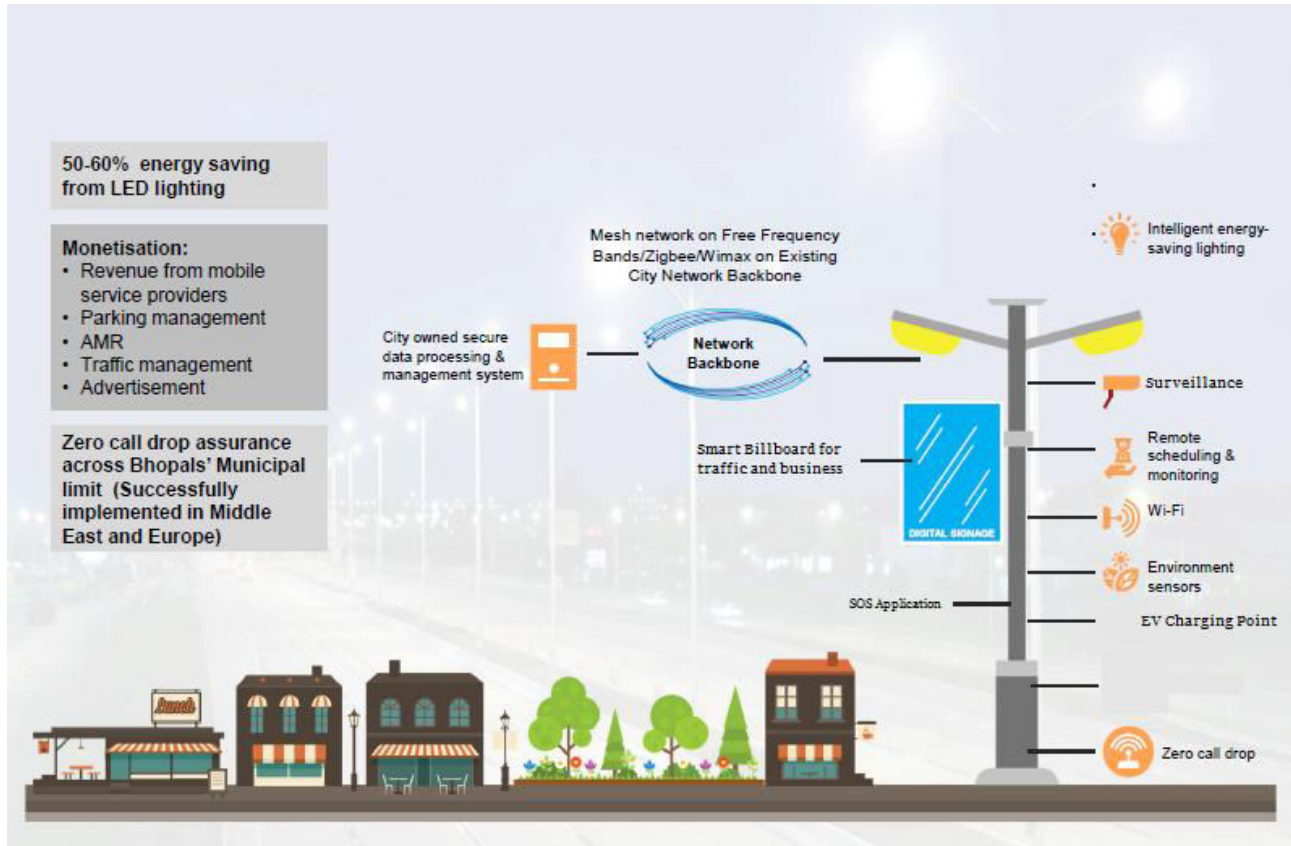 50-60% energy saving
from LED lighting
Monetisation:
• Revenue from mobile
service providers
• Parking management
• AMR
• Traffic management
• Advertisement
Zero call drop assurance
across Bhopals’ Municipal
limit (Successfully
implemented in Middle
East and Europe)
Mesh network on Free Frequency
Bands/Zigbee/Wimax on Existing
City Network Backbone
City owned secure
data processing &
management system
Network
Backbone
Smart Billboard for
traffic and business
DIGITAL SIGNAGE
SOS Application
Intelligent energy-
saving lighting
Surveillance
Remote
scheduling &
monitoring
Wi-Fi
Environment
sensors
EV Charging Point
Zero call drop
Lunch